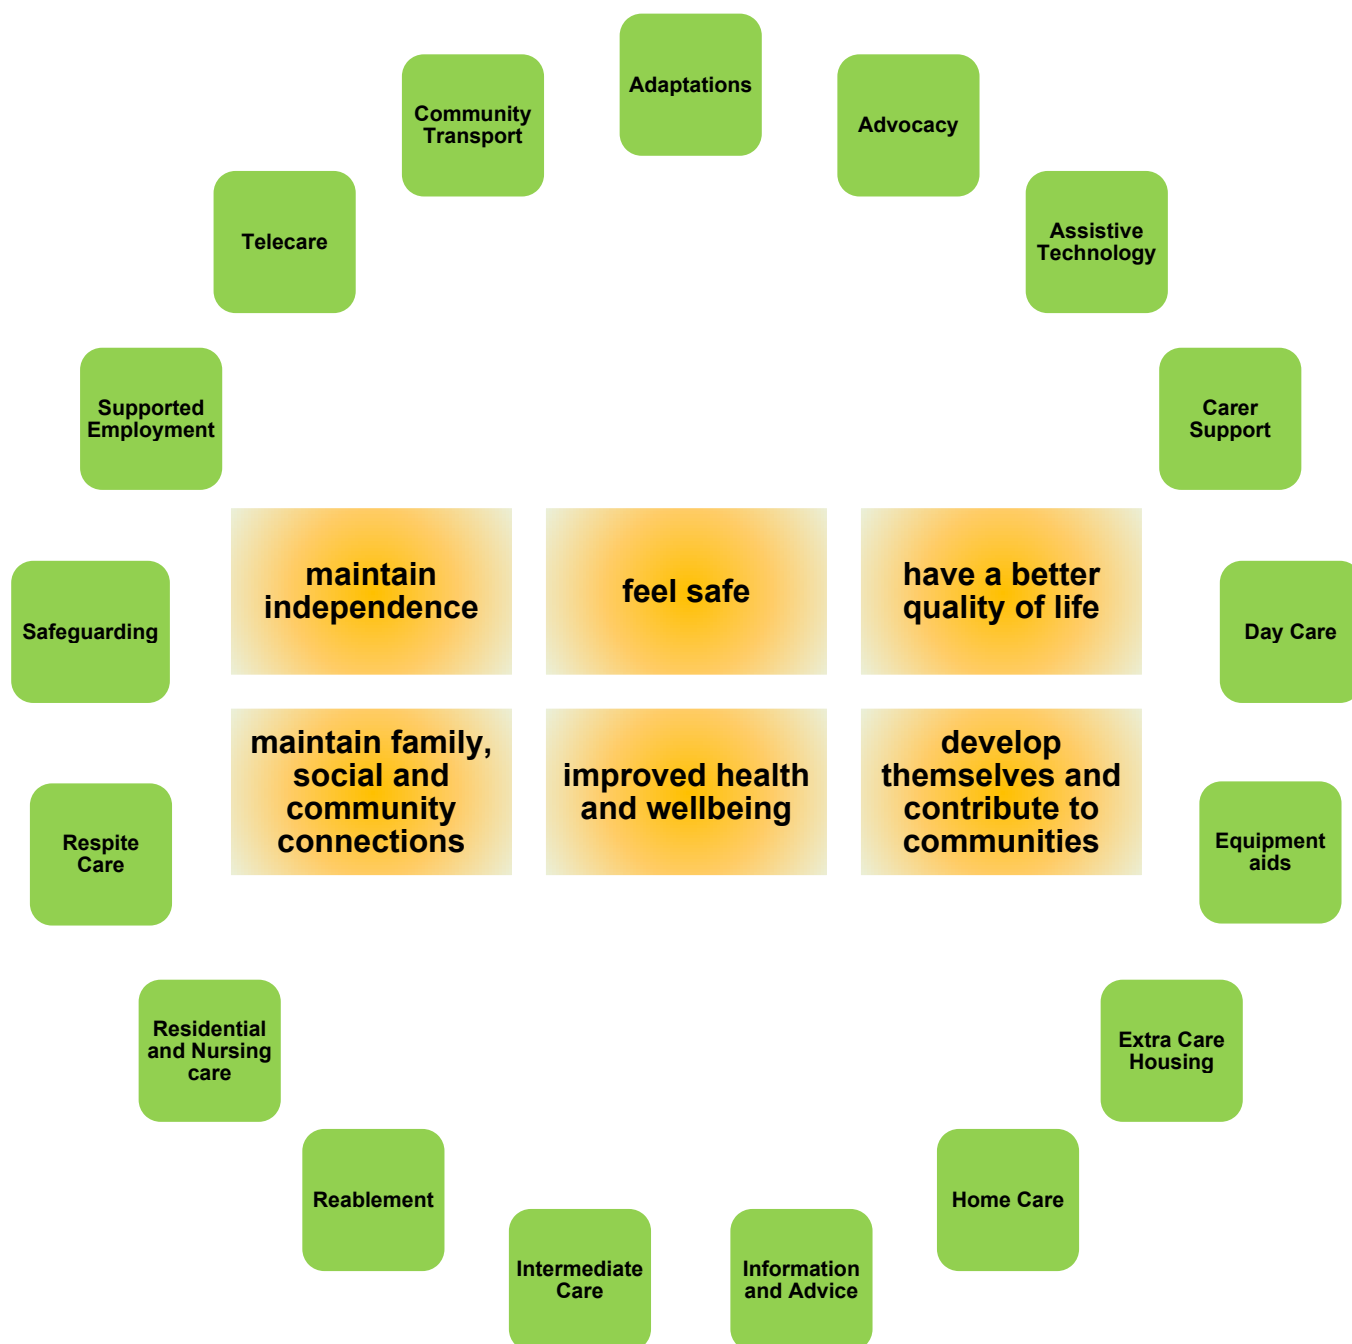 Adaptations
Advocacy
Assistive
Technology
Carer
Support
Day Care
Equipment
aids
Extra Care
Housing
Home Care
Information
and Advice
Intermediate
Care
Reablement
Residential
and Nursing
care
Respite
Care
Safeguarding
Supported
Employment
Telecare
Community
Transport
maintain
independence
feel safe
have a better
quality of life
maintain family,
social and
community
connections
improved health
and wellbeing
develop
themselves and
contribute to
communities